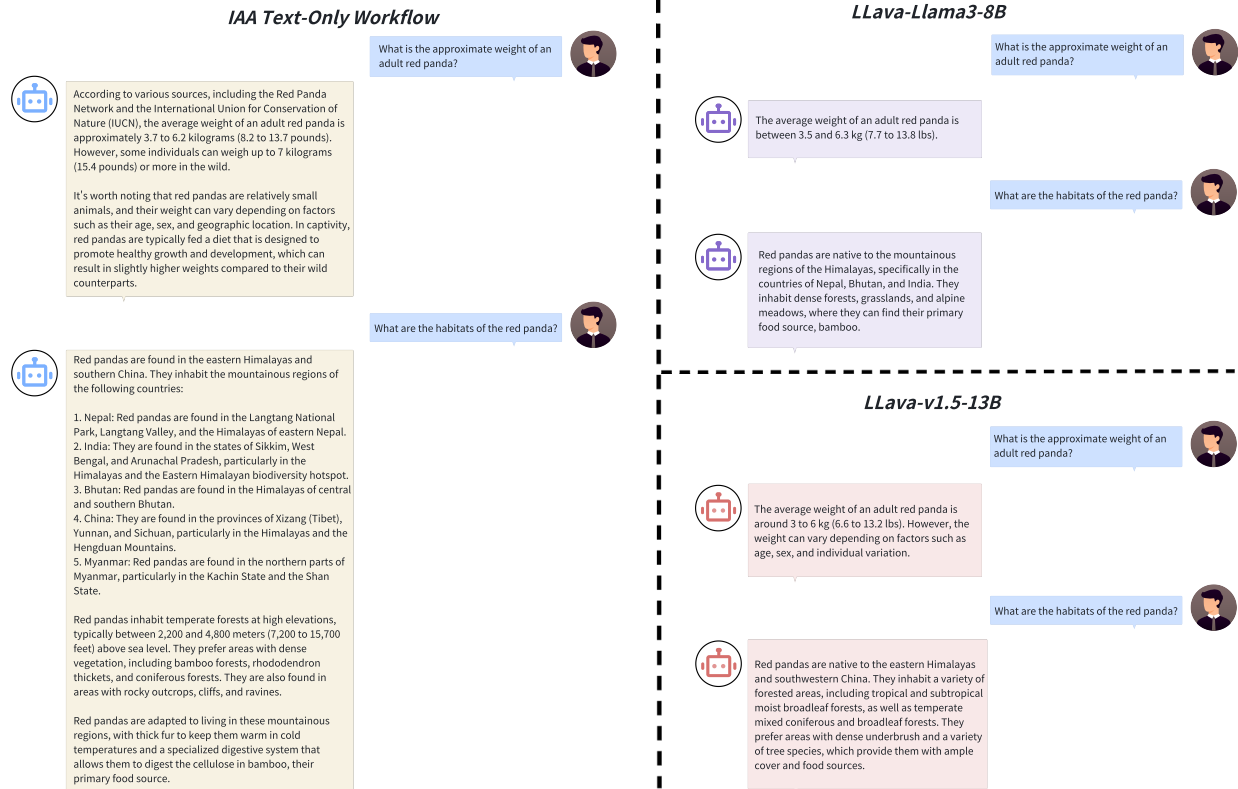 IAA Text-Only Workflow
What is the approximate weight of an
adult red panda?
According to various sources, including the Red Panda
Network and the International Union for Conservation of
Nature (IUCN), the average weight of an adult red panda is
approximately 3.7 to 6.2 kilograms (8.2 to 13.7 pounds).
However, some individuals can weigh up to 7 kilograms
(15.4 pounds) or more in the wild.
It's worth noting that red pandas are relatively small
animals, and their weight can vary depending on factors
such as their age, sex, and geographic location. In captivity,
red pandas are typically fed a diet that is designed to
promote healthy growth and development, which can
result in slightly higher weights compared to their wild
counterparts.
What are the habitats of the red panda?
Red pandas are found in the eastern Himalayas and
southern China. They inhabit the mountainous regions of
the following countries:
1. Nepal: Red pandas are found in the Langtang National
Park, Langtang Valley, and the Himalayas of eastern Nepal.
2. India: They are found in the states of Sikkim, West
Bengal, and Arunachal Pradesh, particularly in the
Himalayas and the Eastern Himalayan biodiversity hotspot.
3. Bhutan: Red pandas are found in the Himalayas of central
and southern Bhutan.
4. China: They are found in the provinces of Xizang (Tibet),
Yunnan, and Sichuan, particularly in the Himalayas and the
Hengduan Mountains.
5. Myanmar: Red pandas are found in the northern parts of
Myanmar, particularly in the Kachin State and the Shan
State.
Red pandas inhabit temperate forests at high elevations,
typically between 2,200 and 4,800 meters (7,200 to 15,700
feet) above sea level. They prefer areas with dense
vegetation, including bamboo forests, rhododendron
thickets, and coniferous forests. They are also found in
areas with rocky outcrops, cliffs, and ravines.
Red pandas are adapted to living in these mountainous
regions, with thick fur to keep them warm in cold
temperatures and a specialized digestive system that
allows them to digest the cellulose in bamboo, their
primary food source.
LLava-Llama3-8B
What is the approximate weight of an
adult red panda?
The average weight of an adult red panda is
between 3.5 and 6.3 kg (7.7 to 13.8 lbs).
What are the habitats of the red panda?
Red pandas are native to the mountainous
regions of the Himalayas, specifically in the
countries of Nepal, Bhutan, and India. They
inhabit dense forests, grasslands, and alpine
meadows, where they can find their primary
food source, bamboo.
LLava-v1.5-13B
What is the approximate weight of an
adult red panda?
The average weight of an adult red panda is
around 3 to 6 kg (6.6 to 13.2 lbs). However, the
weight can vary depending on factors such as
age, sex, and individual variation.
What are the habitats of the red panda?
Red pandas are native to the eastern Himalayas
and southwestern China. They inhabit a variety of
forested areas, including tropical and subtropical
moist broadleaf forests, as well as temperate
mixed coniferous and broadleaf forests. They
prefer areas with dense underbrush and a variety
of tree species, which provide them with ample
cover and food sources.